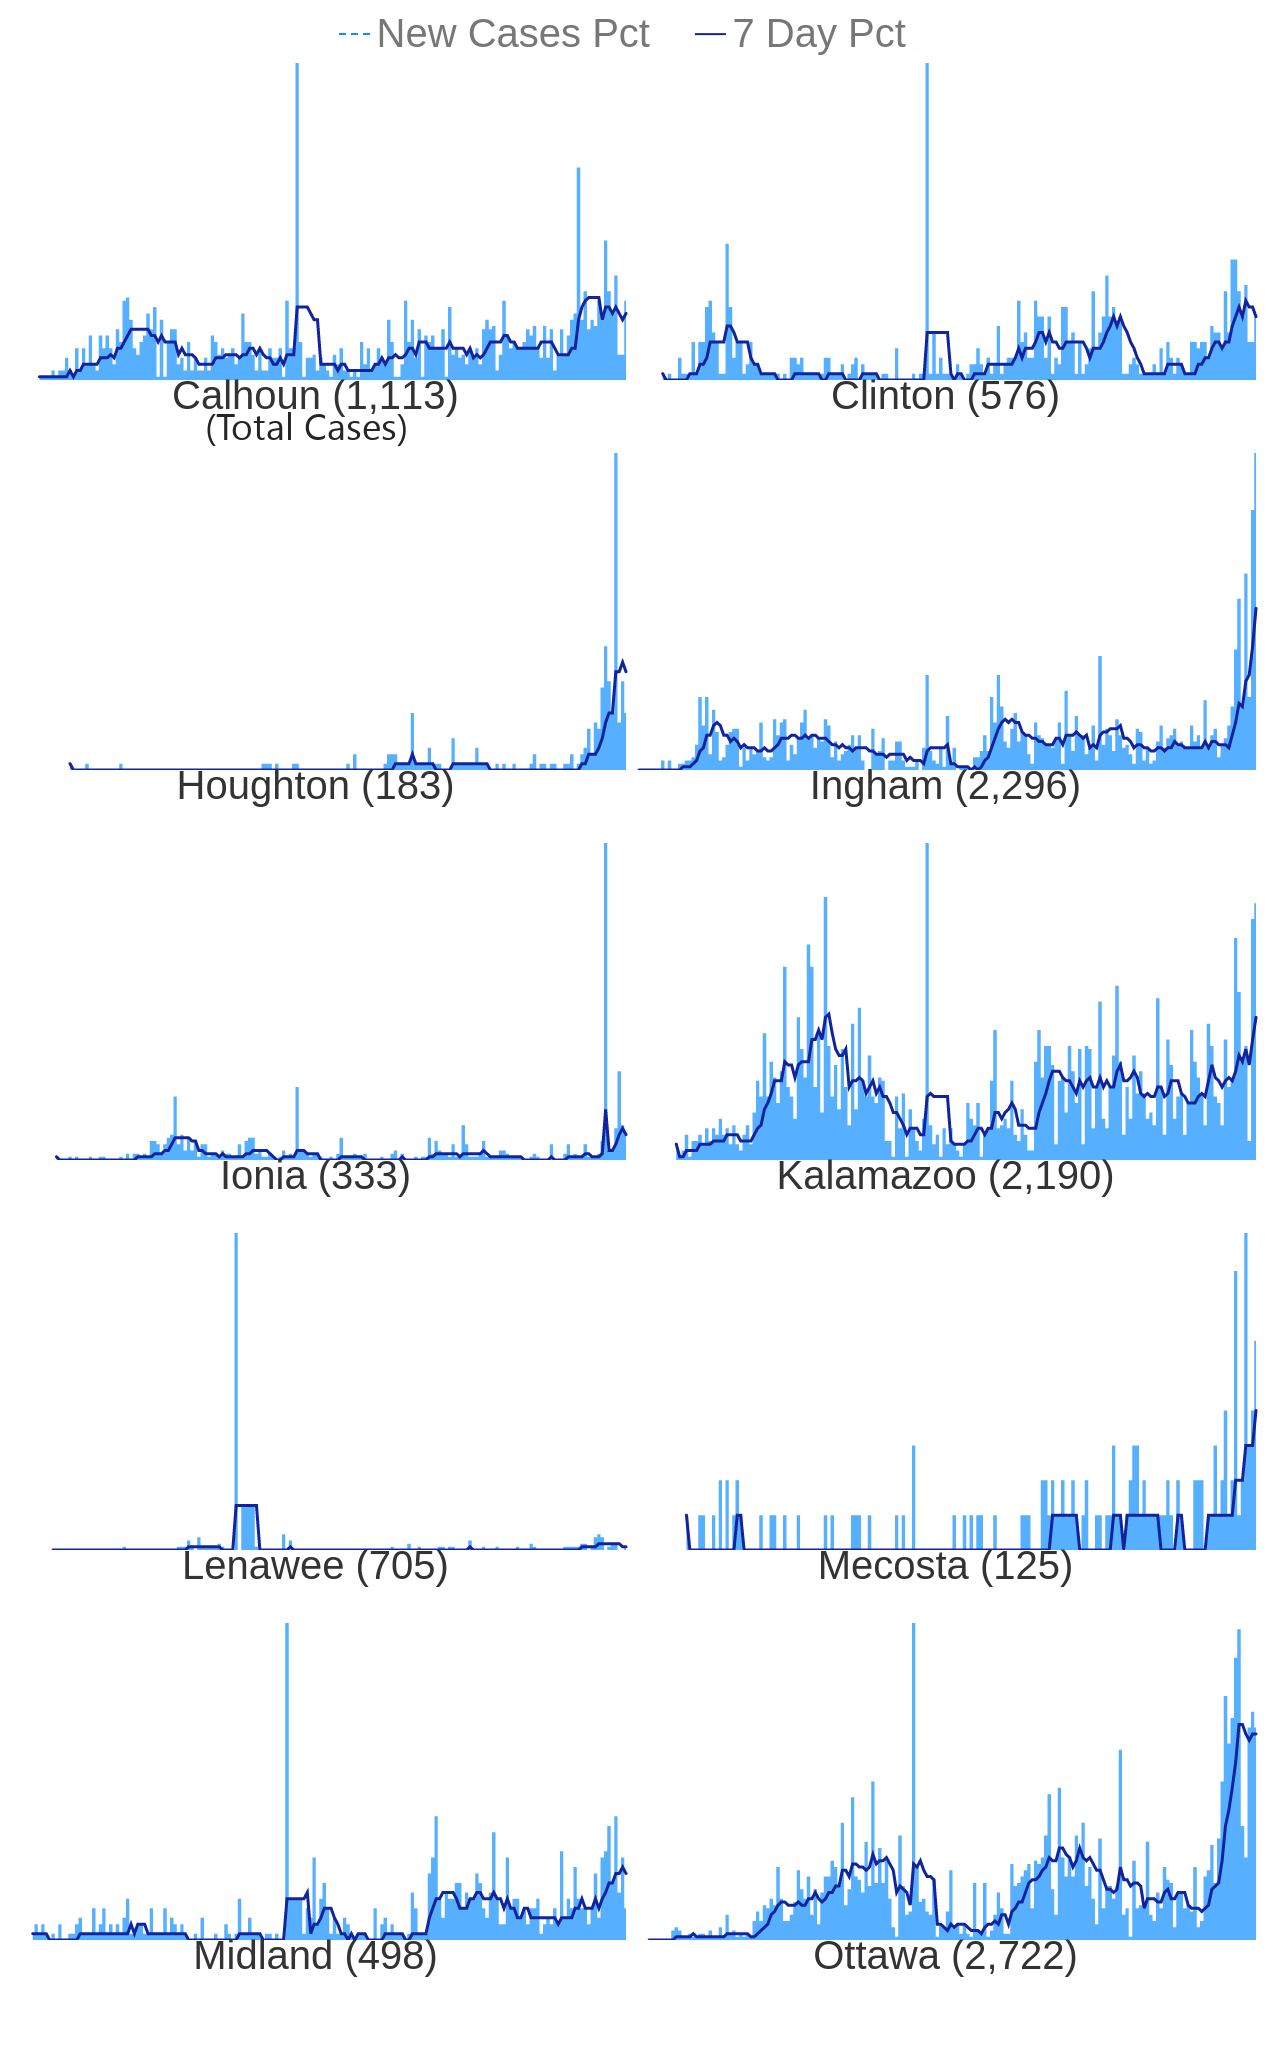 New Cases Pct 7 Day Pct
Calhoun (1,113) Clinton (576)
(Total Cases)
Houghton (183) Ingham (2,296)
Ionia (333) Kalamazoo (2,190)
Lenawee (705) Mecosta (125)
Midland (498) Ottawa (2,722)